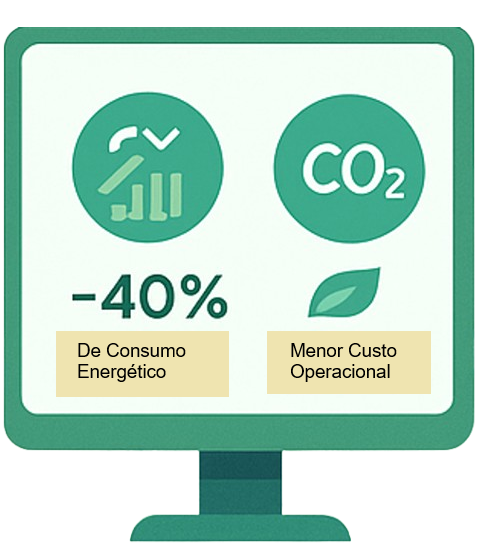 CO₂
-40%
De Consumo
Energético
Menor Custo
Operacional